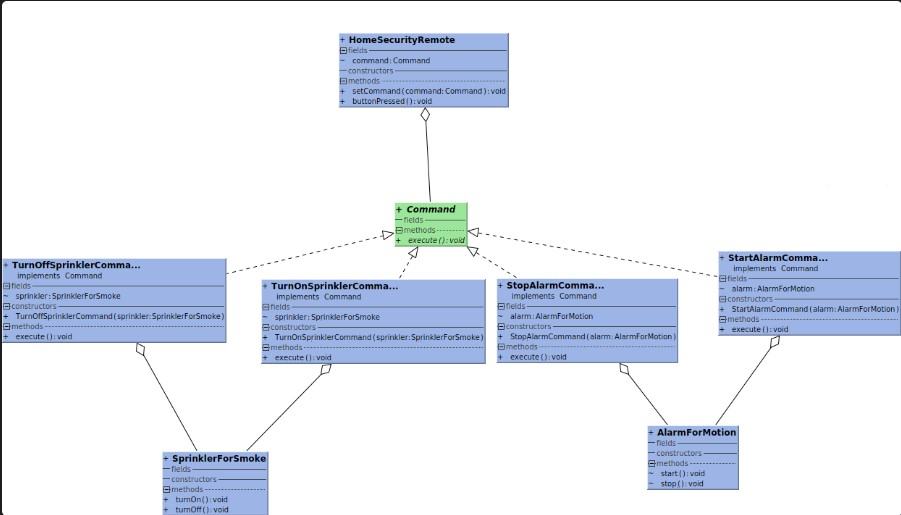 + HomeSecurityRemote
fields
~ command:Command
constructors
methods
+ setCommand(command:Command):void
+ buttonPressed():void
+ Command
fields
methods
+ execute():void
+ TurnOffSprinklerComma...
implements Command
fields
~ sprinkler:SprinklerForSmoke
constructors
+ TurnOffSprinklerCommand(sprinkler:SprinklerForSmoke)
methods
+ execute():void
+ TurnOnSprinklerComma...
implements Command
fields
~ sprinkler:SprinklerForSmoke
constructors
+ TurnOnSprinklerCommand(sprinkler:SprinklerForSmoke)
methods
+ execute():void
+ StopAlarmComma...
implements Command
fields
~ alarm:AlarmForMotion
constructors
+ StopAlarmCommand(alarm:AlarmForMotion)
methods
+ execute():void
+ StartAlarmComma...
implements Command
fields
~ alarm:AlarmForMotion
constructors
+ StartAlarmCommand(alarm:AlarmForMotion)
methods
+ execute():void
+ SprinklerForSmoke
fields
constructors
methods
+ turnOn():void
+ turnOff():void
+ AlarmForMotion
fields
constructors
methods
~ start():void
~ stop():void